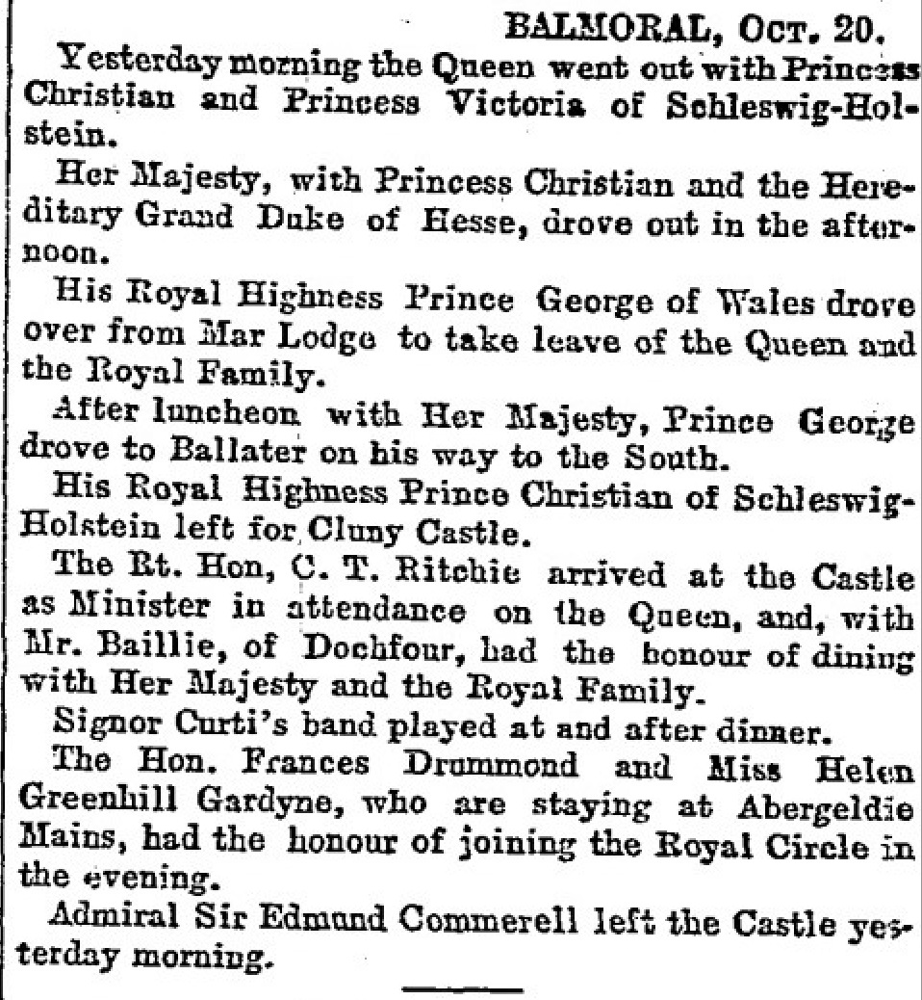 BALMORAL, OCT. 20.
Yesterday morning the Queen went out with Princess
Christian and Princess Victoria of Schleswig-Hol-
stein.
Her Majesty, with Princess Christian and the Here-
ditary Grand Duke of Hesse, drove out in the after-
noon.
His Royal Highness Prince George of Wales drove
over from Mar Lodge to take leave of the Queen and
the Royal Family.
After luncheon with Her Majesty, Prince George
drove to Ballater on his way to the South.
His Royal Highness Prince Christian of Schleswig-
Holstein left for Cluny Castle.
The Rt. Hon, C. T. Ritchie arrived at the Castle
as Minister in attendance on the Queen, and, with
Mr. Baillie, of Dochfour, had the honour of dining
with Her Majesty and the Royal Family.
Signor Curti's band played at and after dinner.
The Hon. Frances Drummond and Miss Helen
Greenhill Gardyne, who are staying at Abergeldie
Mains, had the honour of joining the Royal Circle in
the evening.
Admiral Sir Edmund Commerell left the Castle yes-
terday morning.